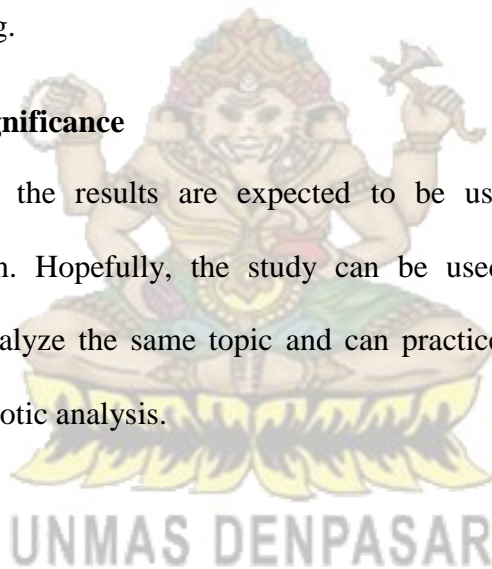 g.
gnificance
the results are expected to be us
n. Hopefully, the study can be used
alyze the same topic and can practice
otic analysis.
UNMAS DENPASAR